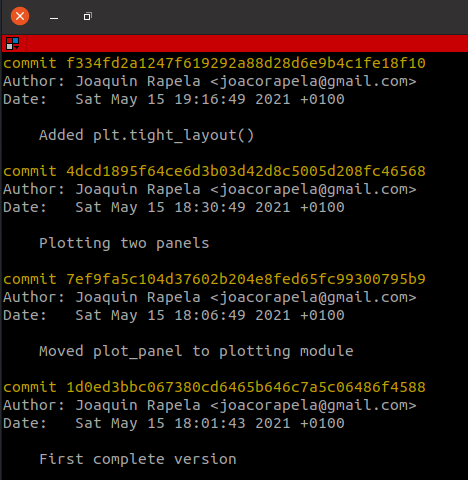 commit f334fd2a1247f619292a88d28d6e9b4c1fe18f10
Author: Joaquin Rapela <joacorapela@gmail.com>
Date:   Sat May 15 19:16:49 2021 +0100
Added plt.tight_layout()
commit 4dcd1895f64ce6d3b03d42d8c5005d208fc46568
Author: Joaquin Rapela <joacorapela@gmail.com>
Date:   Sat May 15 18:30:49 2021 +0100
Plotting two panels
commit 7ef9fa5c104d37602b204e8fed65fc99300795b9
Author: Joaquin Rapela <joacorapela@gmail.com>
Date:   Sat May 15 18:06:49 2021 +0100
Moved plot_panel to plotting module
commit 1d0ed3bbc067380cd6465b646c7a5c06486f4588
Author: Joaquin Rapela <joacorapela@gmail.com>
Date:   Sat May 15 18:01:43 2021 +0100
First complete version